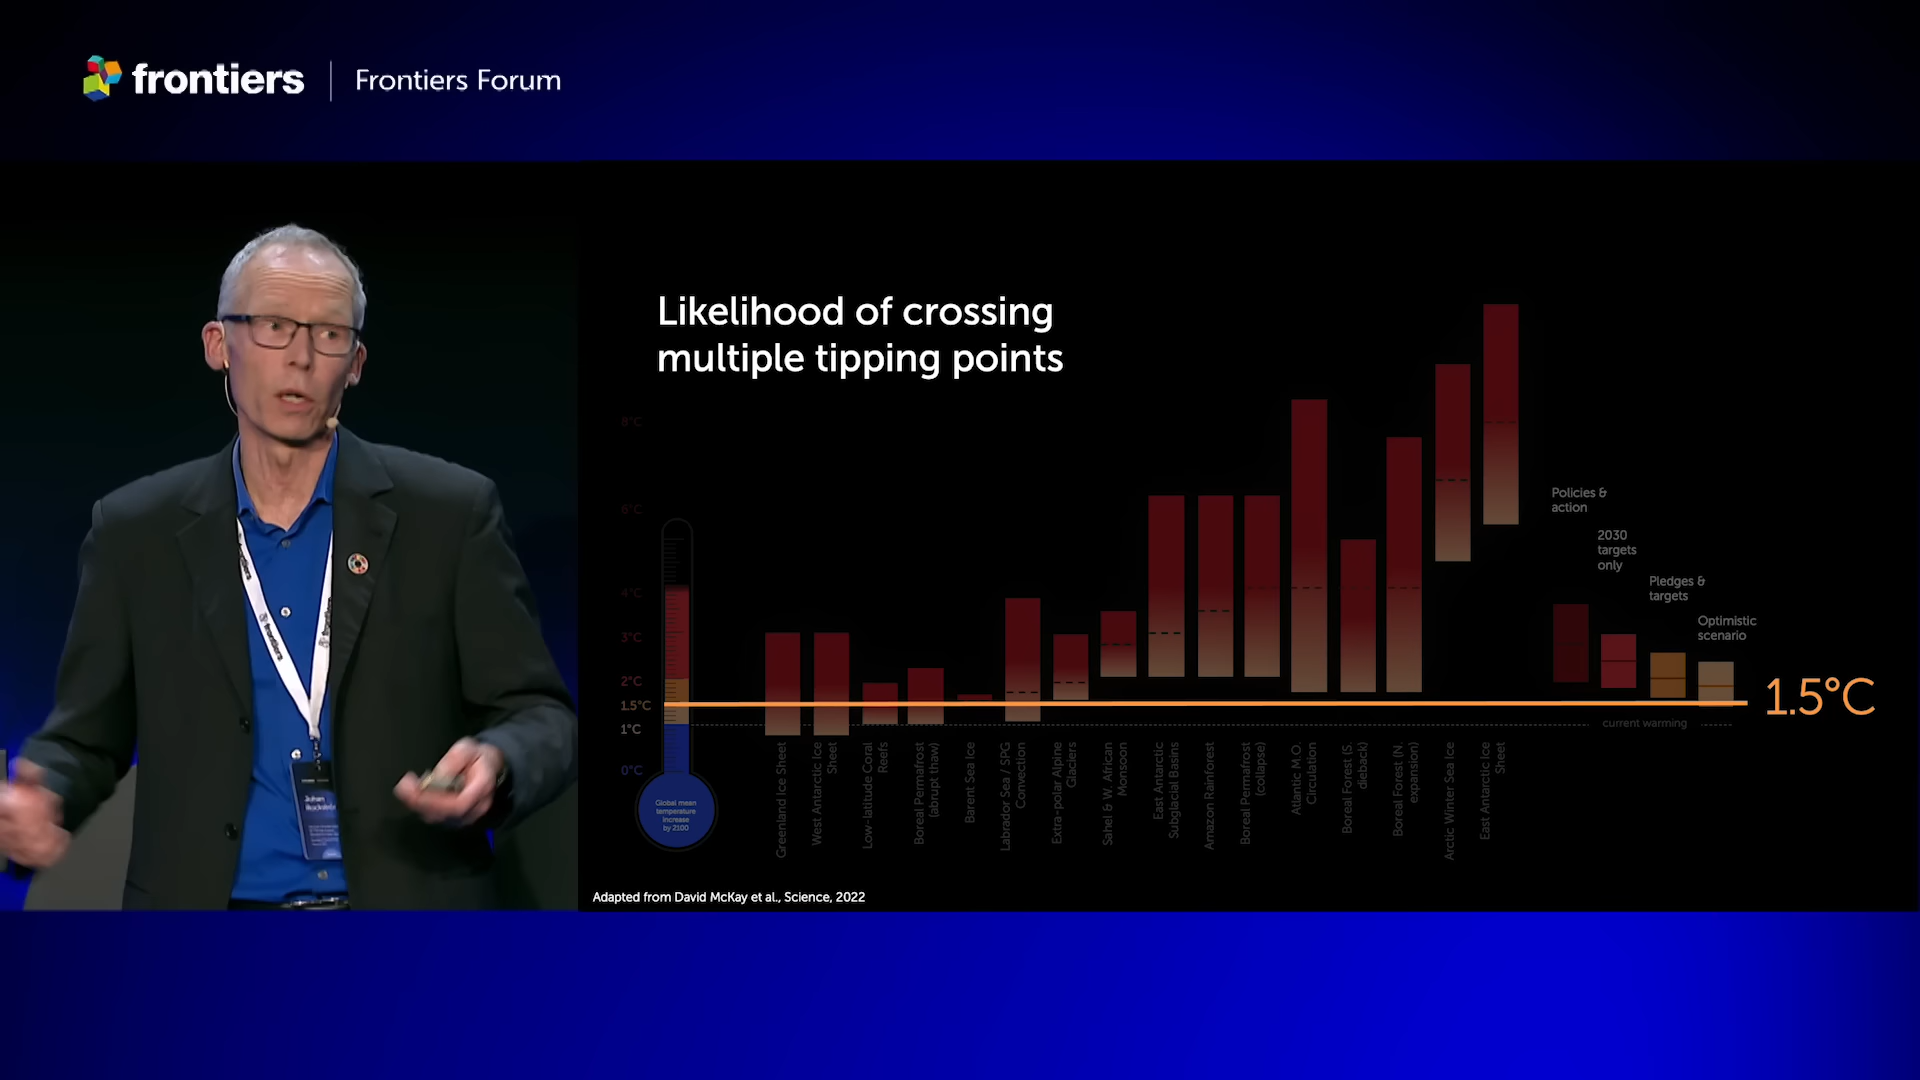 frontiers
Frontiers Forum
Likelihood of crossing
multiple tipping points
8°C
6°C
4°C
3°C
2°C
1.5°C
1°C
0°C
Global mean
temperature
increase
by 2100
Greenland Ice Sheet
West Antarctic Ice
Sheet
Low-latitude Coral
Reefs
Boreal Permafrost
(abrupt thaw)
Barent Sea Ice
Labrador Sea / SPG
Convection
Extra-polar Alpine
Glaciers
Sahel & W. African
Monsoon
East Antarctic
Subglacial Basins
Amazon Rainforest
Boreal Permafrost
(collapse)
Atlantic M.O.
Circulation
Boreal Forest (S.
dieback)
Boreal Forest (N.
expansion)
Arctic Winter Sea Ice
East Antarctic Ice
Sheet
Policies &
action
2030
targets
only
Pledges &
targets
Optimistic
scenario
1.5°C
current warming
Adapted from David McKay et al., Science, 2022
frontiers
frontiers
Johan